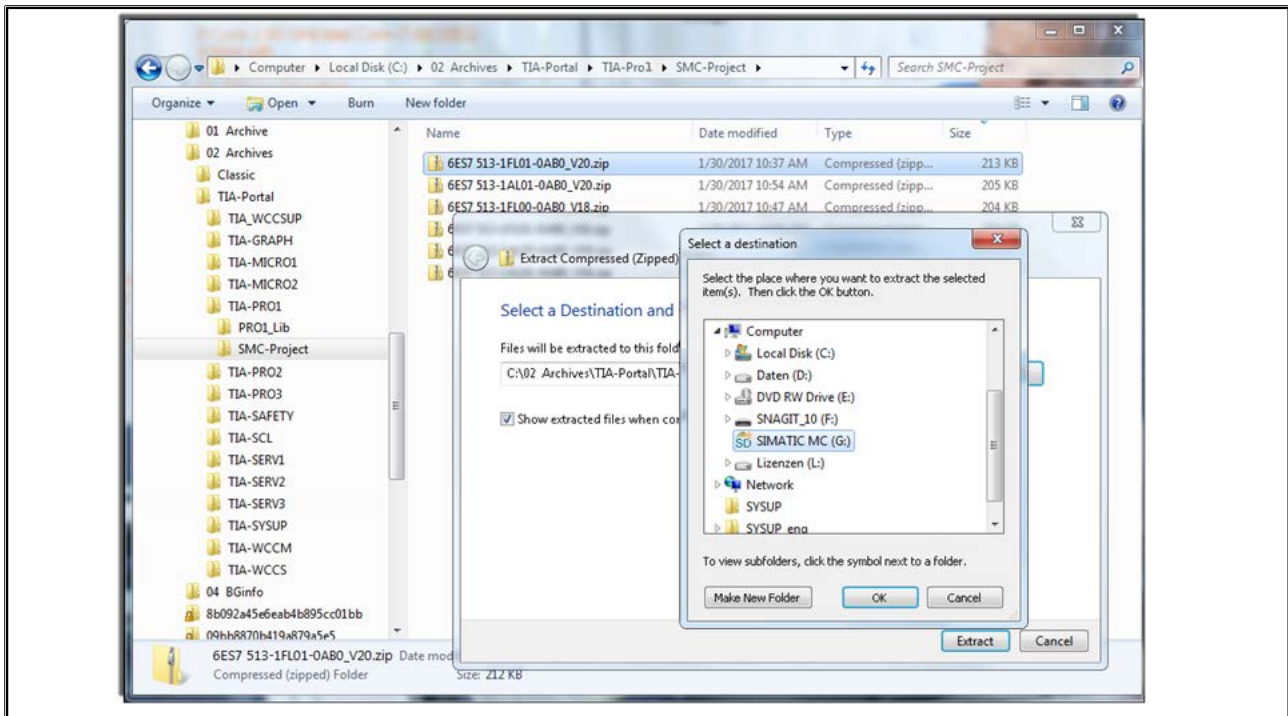 Computer ▸ Local Disk (C:) ▸ 02 Archives ▸ TIA-Portal ▸ TIA-Pro1 ▸ SMC-Project ▸
Search SMC-Project
Organize Open Burn New folder
01 Archive
02 Archives
Classic
TIA-Portal
TIA_WCCSUP
TIA-GRAPH
TIA-MICRO1
TIA-MICRO2
TIA-PRO1
PRO1_Lib
SMC-Project
TIA-PRO2
TIA-PRO3
TIA-SAFETY
TIA-SCL
TIA-SERV1
TIA-SERV2
TIA-SERV3
TIA-SYSUP
TIA-WCCM
TIA-WCCS
04 BGinfo
8b092a45e6eab4b895cc01bb
09bb8870b419a879a5e5
Name Date modified Type Size
6ES7 513-1FL01-0AB0_V20.zip 1/30/2017 10:37 AM Compressed (zipp... 213 KB
6ES7 513-1AL01-0AB0_V20.zip 1/30/2017 10:54 AM Compressed (zipp... 205 KB
6ES7 513-1FL00-0AB0_V18.zip 1/30/2017 10:47 AM Compressed (zipp... 204 KB
Extract Compressed (Zipped)
Select a Destination and
Files will be extracted to this fold
C:\02 Archives\TIA-Portal\TIA-
Show extracted files when co
Extract Cancel
Select a destination
Select the place where you want to extract the selected
item(s). Then click the OK button.
Computer
Local Disk (C:)
Daten (D:)
DVD RW Drive (E:)
SNAGIT_10 (F:)
SD SIMATIC MC (G:)
Lizenzen (L:)
Network
SYSUP
SYSUP_eng
To view subfolders, click the symbol next to a folder.
Make New Folder OK Cancel
6ES7 513-1FL01-0AB0_V20.zip Date mod
Compressed (zipped) Folder Size: 212 KB